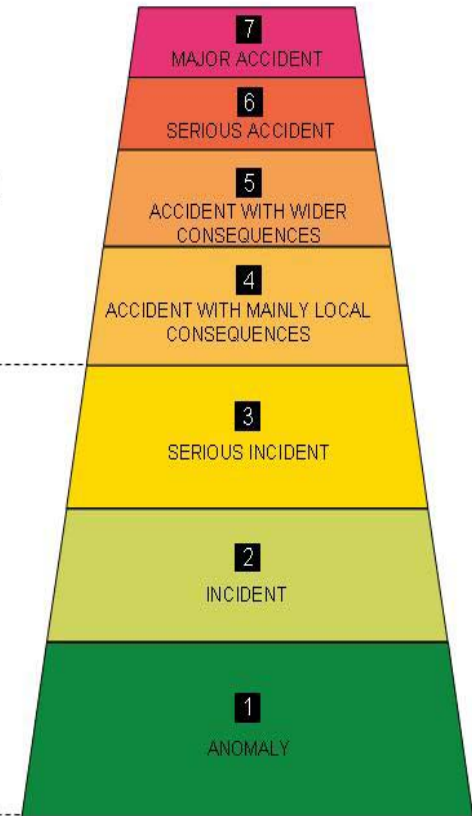 7
MAJOR ACCIDENT
6
SERIOUS ACCIDENT
5
ACCIDENT WITH WIDER
CONSEQUENCES
4
ACCIDENT WITH MAINLY LOCAL
CONSEQUENCES
3
SERIOUS INCIDENT
2
INCIDENT
1
ANOMALY